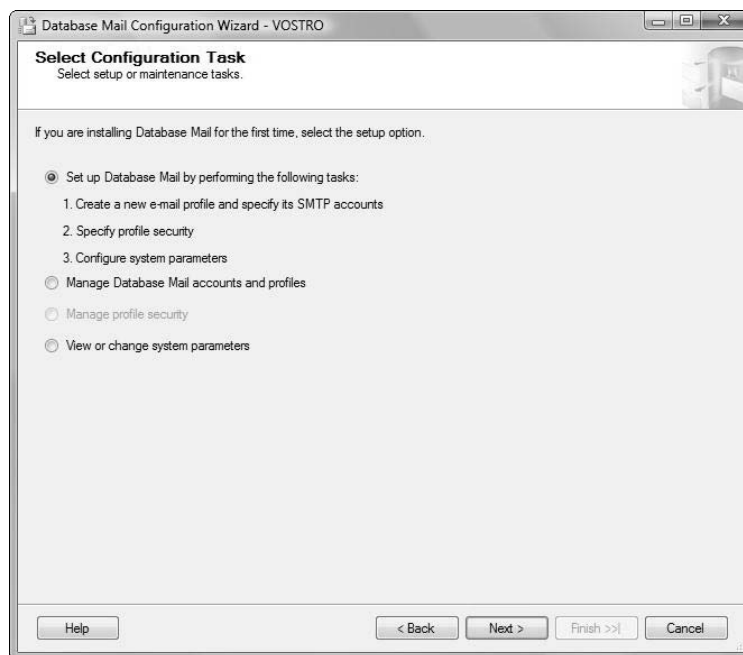 Database Mail Configuration Wizard - VOSTRO
Select Configuration Task
Select setup or maintenance tasks.
If you are installing Database Mail for the first time, select the setup option.
Set up Database Mail by performing the following tasks:
1. Create a new e-mail profile and specify its SMTP accounts
2. Specify profile security
3. Configure system parameters
Manage Database Mail accounts and profiles
Manage profile security
View or change system parameters
Help
< Back
Next >
Finish >>|
Cancel